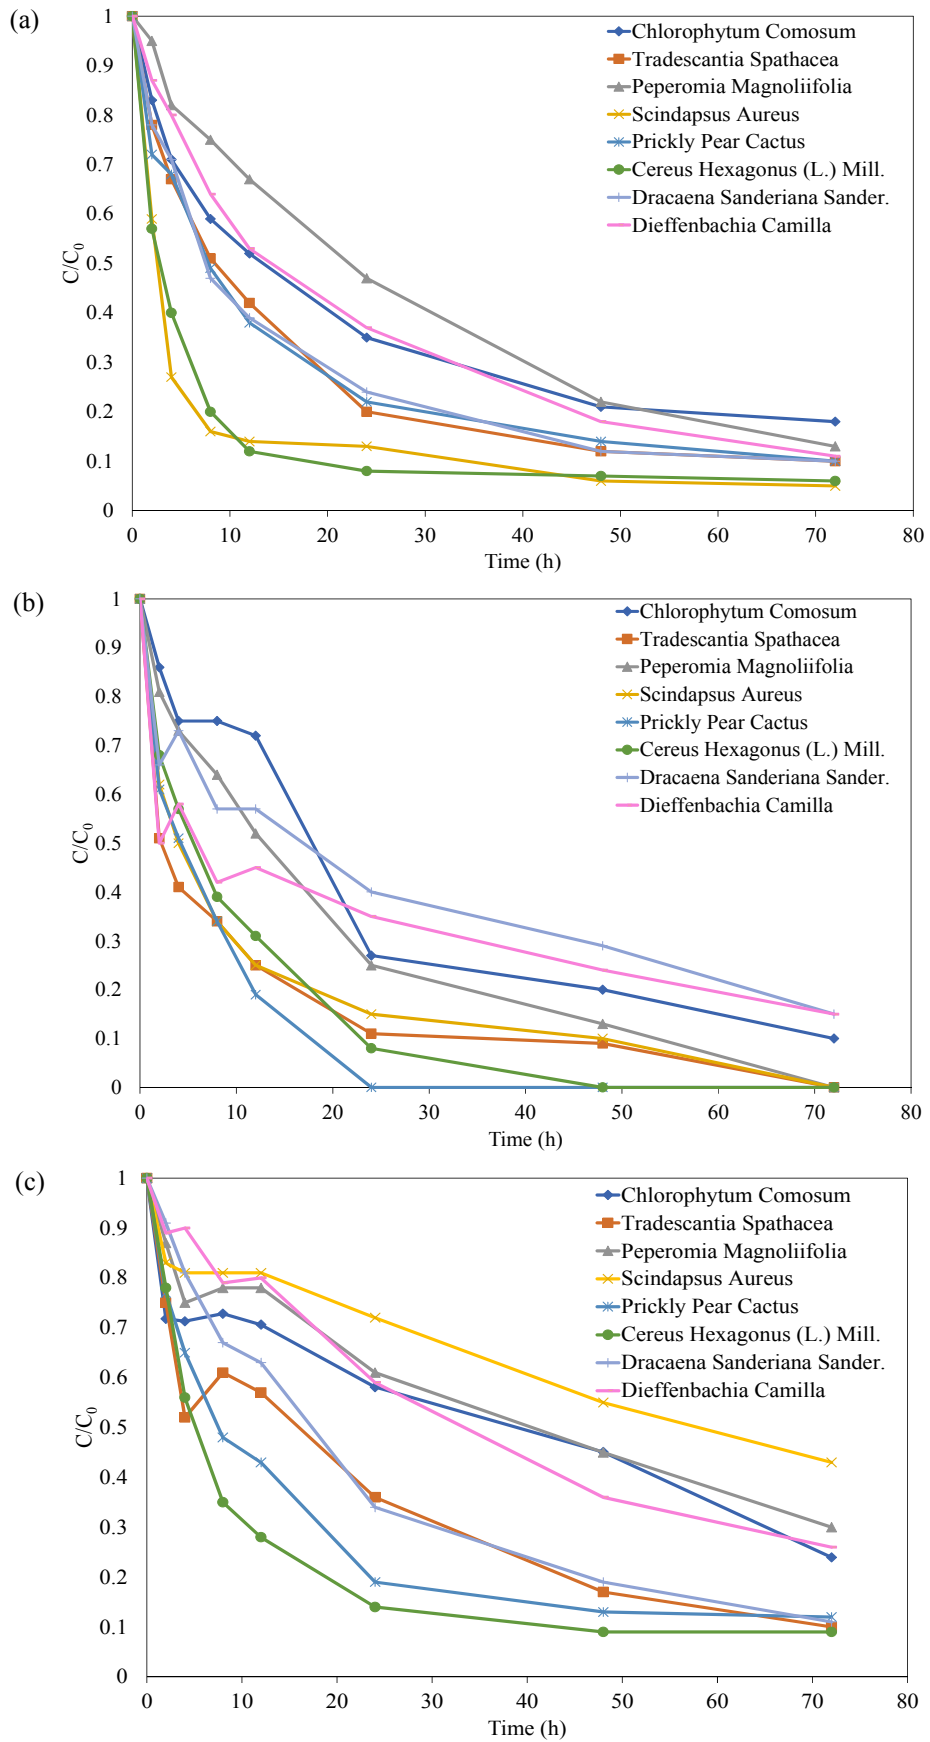 (a)
1
0.9
0.8
0.7
0.6
0.5
0.4
0.3
0.2
0.1
0
C/C0
0 10 20 30 40 50 60 70 80
Time (h)
Chlorophytum Comosum
Tradescantia Spathacea
Peperomia Magnoliifolia
Scindapsus Aureus
Prickly Pear Cactus
Cereus Hexagonus (L.) Mill.
Dracaena Sanderiana Sander.
Dieffenbachia Camilla
(b)
1
0.9
0.8
0.7
0.6
0.5
0.4
0.3
0.2
0.1
0
C/C0
0 10 20 30 40 50 60 70 80
Time (h)
Chlorophytum Comosum
Tradescantia Spathacea
Peperomia Magnoliifolia
Scindapsus Aureus
Prickly Pear Cactus
Cereus Hexagonus (L.) Mill.
Dracaena Sanderiana Sander.
Dieffenbachia Camilla
(c)
1
0.9
0.8
0.7
0.6
0.5
0.4
0.3
0.2
0.1
0
C/C0
0 10 20 30 40 50 60 70 80
Time (h)
Chlorophytum Comosum
Tradescantia Spathacea
Peperomia Magnoliifolia
Scindapsus Aureus
Prickly Pear Cactus
Cereus Hexagonus (L.) Mill.
Dracaena Sanderiana Sander.
Dieffenbachia Camilla